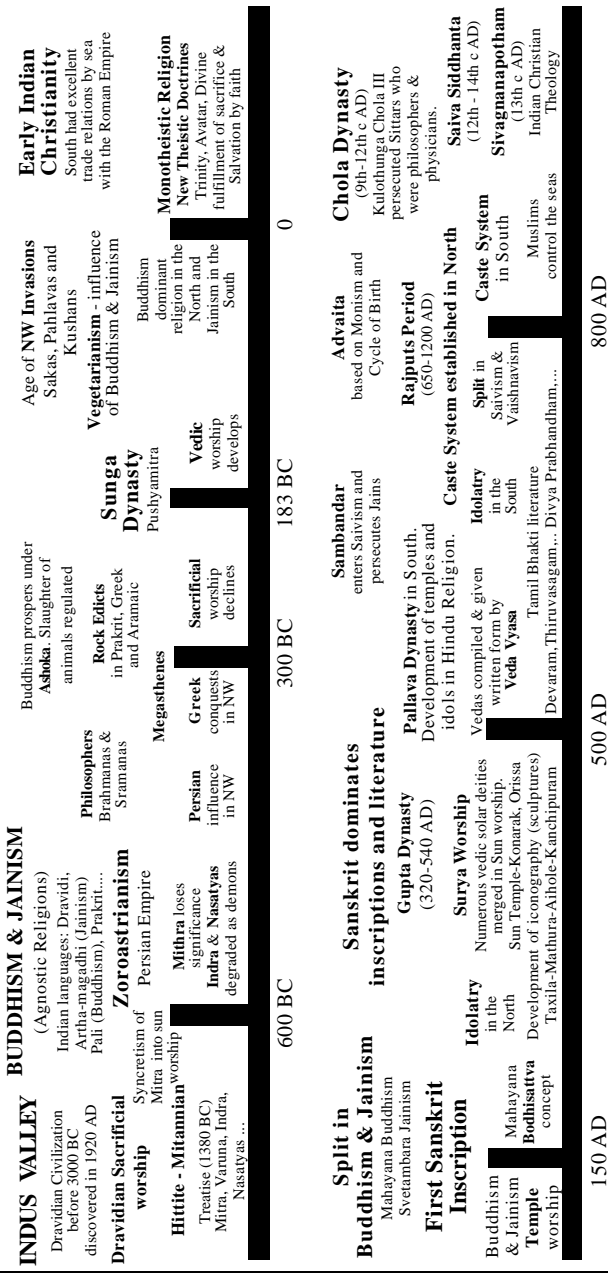 INDUS VALLEY
Dravidian Civilization
before 3000 BC
discovered in 1920 AD
Dravidian Sacrificial
worship
Hittite - Mitannian
Treatise (1380 BC)
Mitra, Varuna, Indra,
Nasatyas ...
BUDDHISM & JAINISM
(Agnostic Religions)
Indian languages: Dravidi,
Artha-magadhi (Jainism)
Pali (Buddhism), Prakrit....
Zoroastrianism
Persian Empire
Syncretism of
Mitra into sun
worship
Mithra loses
significance
Indra & Nasatyas
degraded as demons
600 BC
Philosophers
Brahmanas &
Sramanas
Persian
influence
in NW
Megasthenes
Greek
conquests
in NW
300 BC
Buddhism prospers under
Ashoka. Slaughter of
animals regulated
Rock Edicts
in Prakrit, Greek
and Aramaic
Sacrificial
worship
declines
183 BC
Sunga
Dynasty
Pushyamitra
Vedic
worship
develops
Age of NW Invasions
Sakas, Pahlavas and
Kushans
Vegetarianism - influence
of Buddhism & Jainism
Buddhism
dominant
religion in the
North and
Jainism in the
South
0
Early Indian
Christianity
South had excellent
trade relations by sea
with the Roman Empire
Monotheistic Religion
New Theistic Doctrines
Trinity, Avatar, Divine
fulfillment of sacrifice &
Salvation by faith
Split in
Buddhism & Jainism
Mahayana Buddhism
Svetambara Jainism
First Sanskrit
Inscription
Buddhism
& Jainism
Temple
worship
150 AD
Mahayana
Bodhisattva
concept
Idolatry
in the
North
Sanskrit dominates
inscriptions and literature
Gupta Dynasty
(320-540 AD)
Surya Worship
Numerous vedic solar deities
merged in Sun worship.
Sun Temple-Konarak, Orissa
Development of iconography (sculptures)
Taxila-Mathura-Aihole-Kanchipuram
500 AD
Sambandar
enters Saivism and
persecutes Jains
Pallava Dynasty in South.
Development of temples and
idols in Hindu Religion.
Vedas compiled & given
written form by
Veda Vyasa
Idolatry
in the
South
Tamil Bhakti literature
Devaram,Thiruvasagam,.. Divya Prabhandham,...
Advaita
based on Monism and
Cycle of Birth
Rajputs Period
(650-1200 AD)
Caste System established in North
Split in
Saivism &
Vaishnavism
800 AD
Caste System
in South
Muslims
control the seas
Chola Dynasty
(9th-12th c AD)
Kulothunga Chola III
persecuted Sittars who
were philosophers &
physicians.
Saiva Siddhanta
(12th - 14th c AD)
Sivagnanapotham
(13th c AD)
Indian Christian
Theology